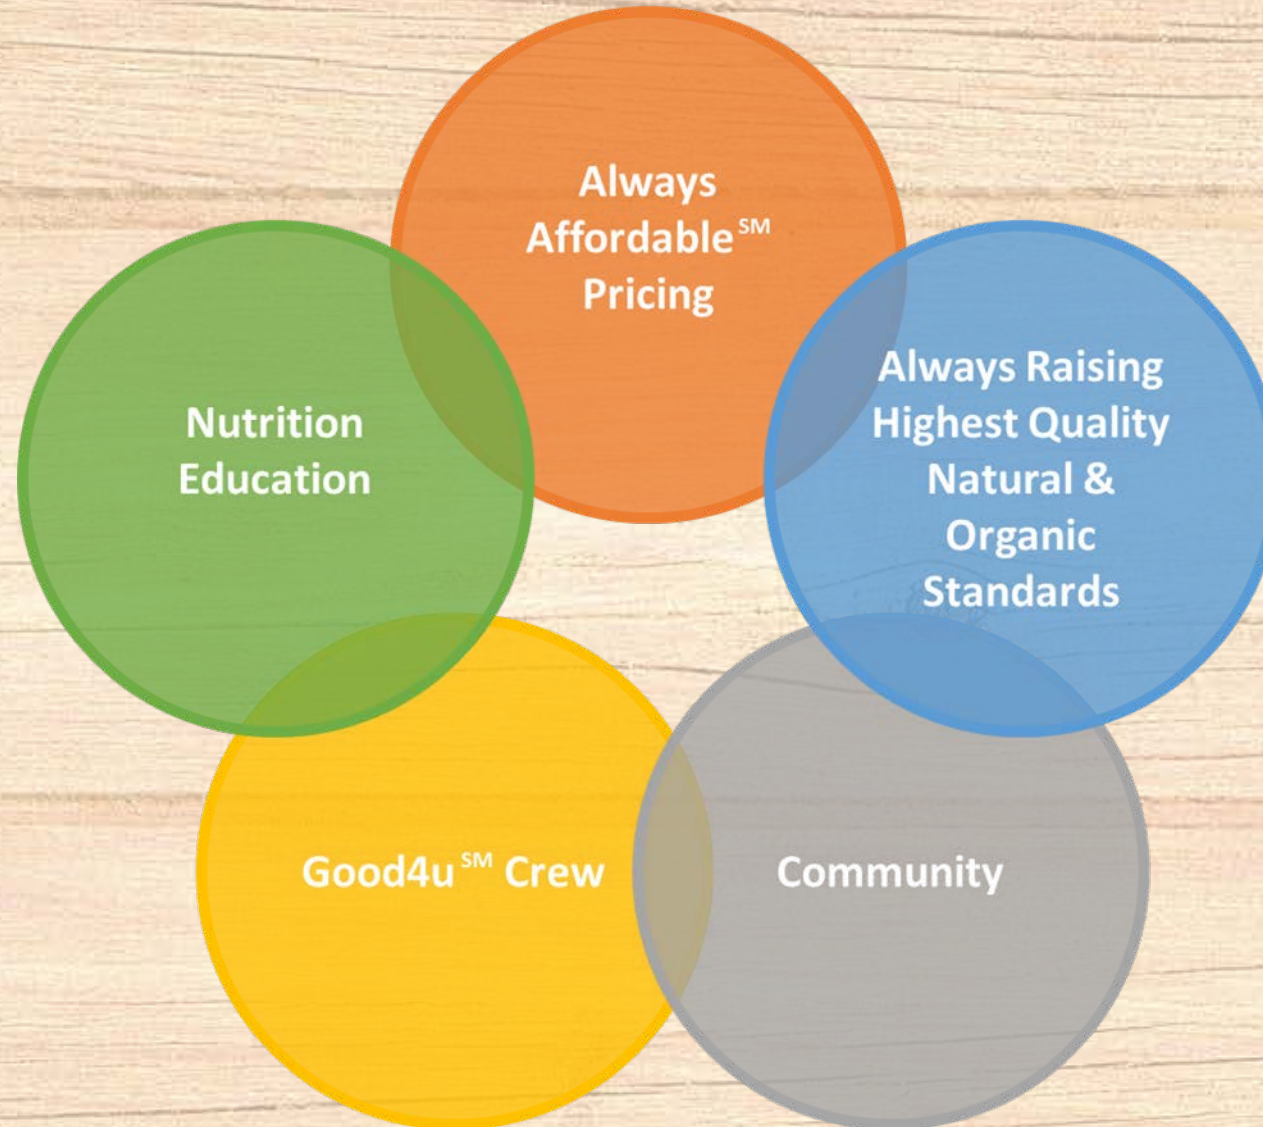 Always
Affordable℠
Pricing
Always Raising
Highest Quality
Natural &
Organic
Standards
Nutrition
Education
Good4u℠ Crew
Community